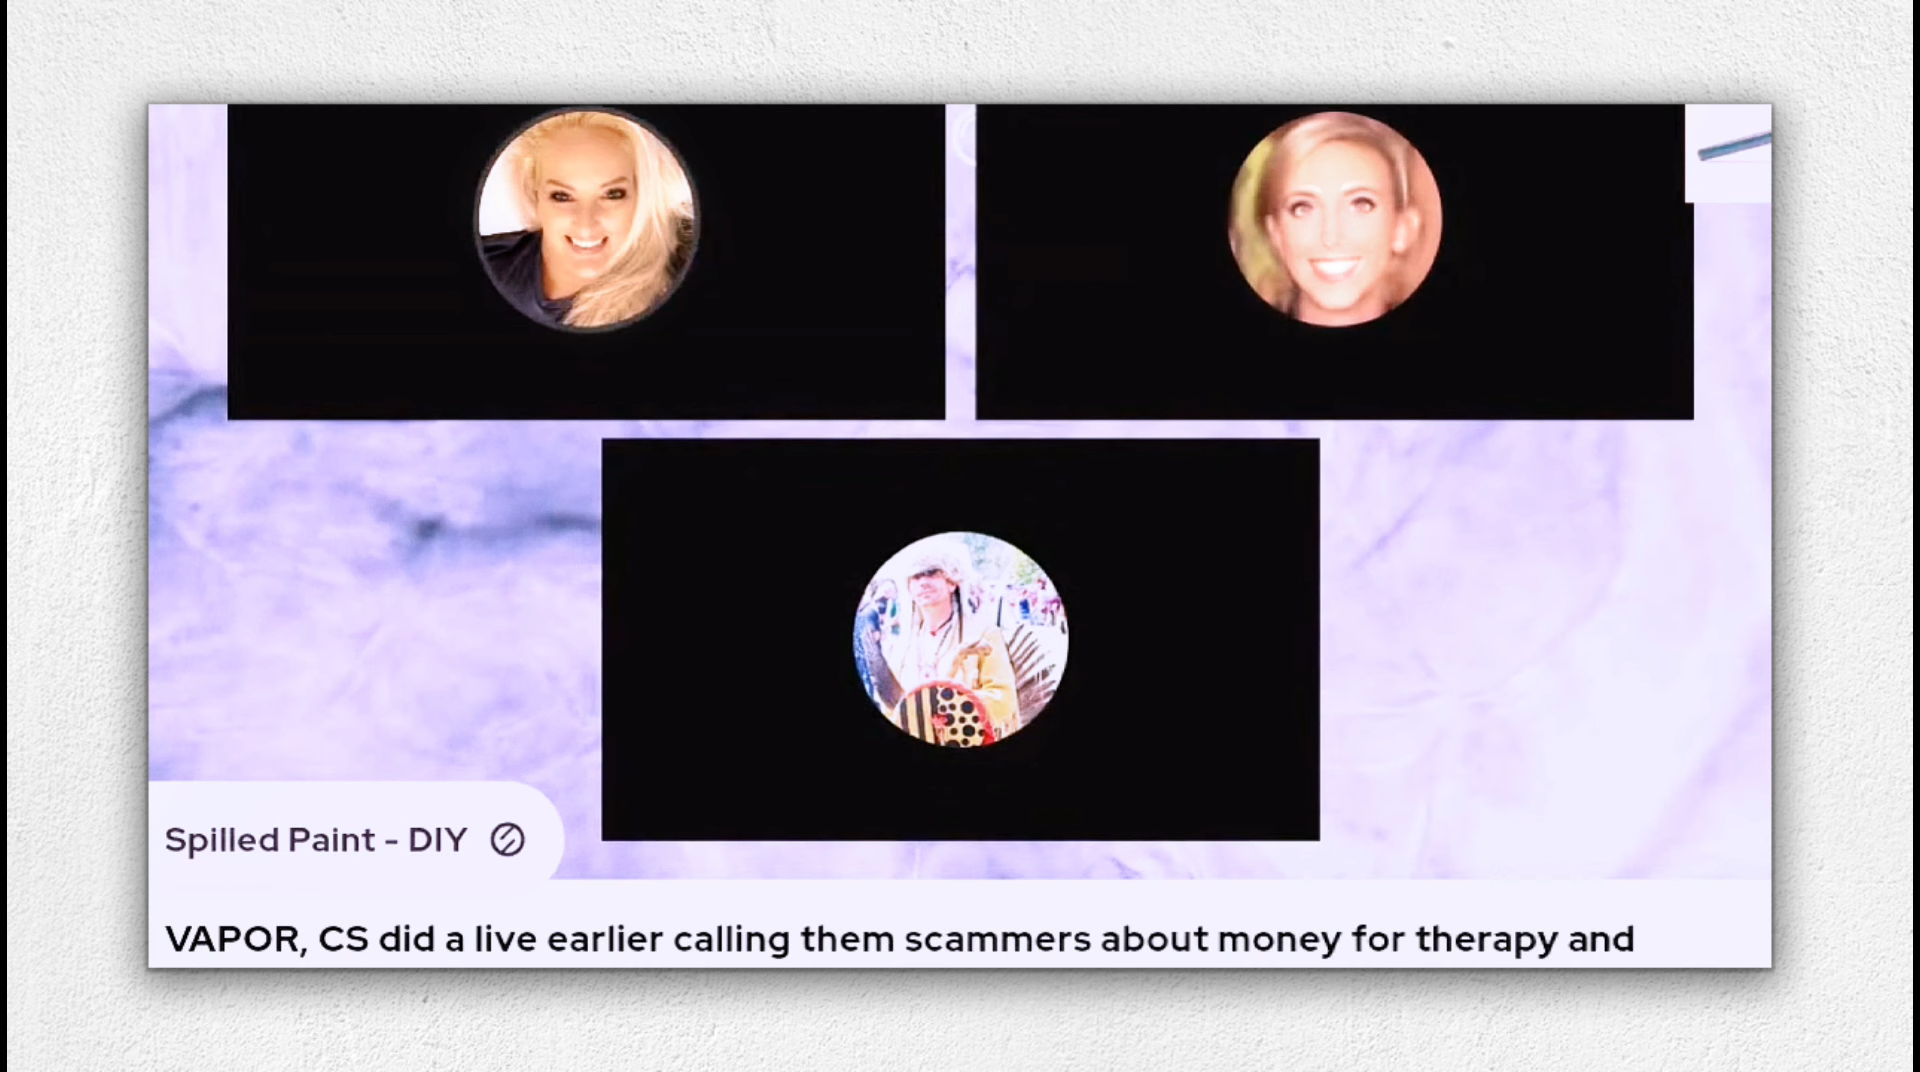 Spilled Paint - DIY
VAPOR, CS did a live earlier calling them scammers about money for therapy and